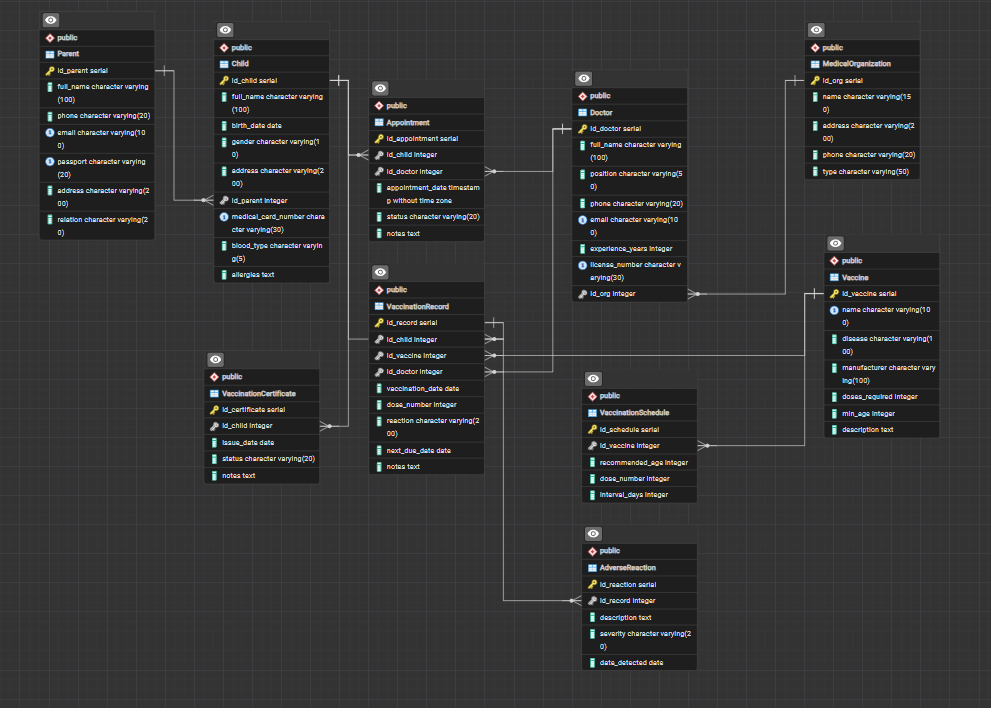 public
Parent
id_parent serial
full_name character varying
(100)
phone character varying(20)
email character varying(10
0)
passport character varying
(20)
address character varying(2
00)
relation character varying(2
0)
public
Child
id_child serial
full_name character varying
(100)
birth_date date
gender character varying(1
0)
address character varying(2
00)
id_parent integer
medical_card_number chara
cter varying(30)
blood_type character varyin
g(5)
allergies text
public
Appointment
id_appointment serial
id_child integer
id_doctor integer
appointment_date timestam
p without time zone
status character varying(20)
notes text
public
Doctor
id_doctor serial
full_name character varying
(100)
position character varying(5
0)
phone character varying(20)
email character varying(10
0)
experience_years integer
license_number character v
arying(30)
id_org integer
public
MedicalOrganization
id_org serial
name character varying(15
0)
address character varying(2
00)
phone character varying(20)
type character varying(50)
public
Vaccine
id_vaccine serial
name character varying(10
0)
disease character varying(1
00)
manufacturer character vary
ing(100)
doses_required integer
min_age integer
description text
public
VaccinationRecord
id_record serial
id_child integer
id_vaccine integer
id_doctor integer
vaccination_date date
dose_number integer
reaction character varying(2
00)
next_due_date date
notes text
public
VaccinationCertificate
id_certificate serial
id_child integer
issue_date date
status character varying(20)
notes text
public
VaccinationSchedule
id_schedule serial
id_vaccine integer
recommended_age integer
dose_number integer
interval_days integer
public
AdverseReaction
id_reaction serial
id_record integer
description text
severity character varying(2
0)
date_detected date